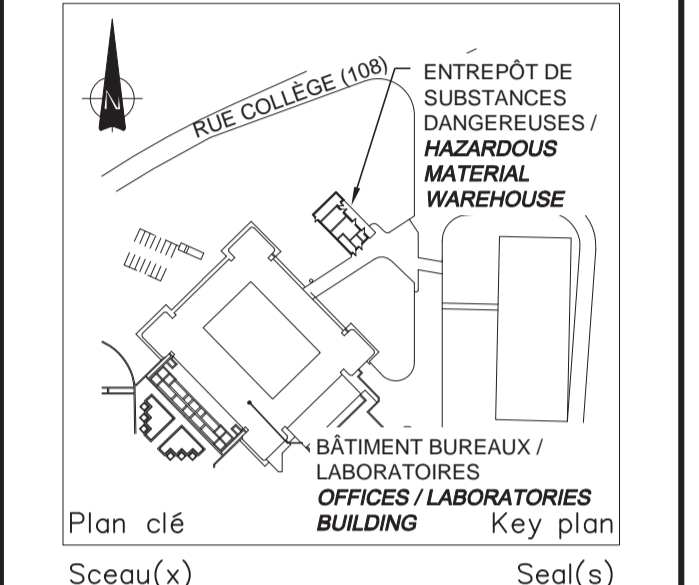 N
RUE COLLÈGE (108)
ENTREPÔT DE
SUBSTANCES
DANGEREUSES /
HAZARDOUS
MATERIAL
WAREHOUSE
BÂTIMENT BUREAUX /
LABORATOIRES
OFFICES / LABORATORIES
BUILDING
Plan clé
Key plan
Sceau(x)
Seal(s)